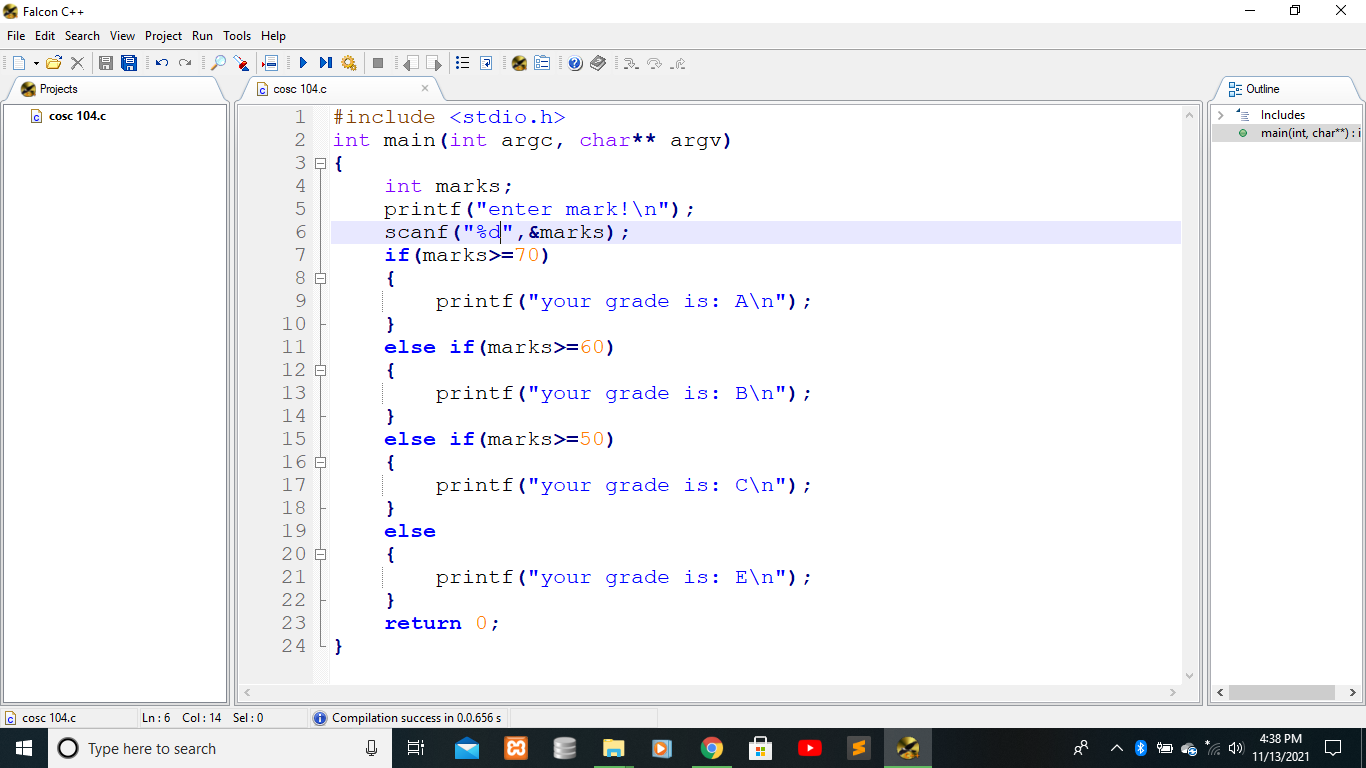 Falcon C++
File Edit Search View Project Run Tools Help
Projects
cosc 104.c
Outline
cosc 104.c
Includes
main(int, char**) : i
1 #include <stdio.h>
2 int main(int argc, char** argv)
3 {
4 int marks;
5 printf("enter mark!\n");
6 scanf("%d",&marks);
7 if(marks>=70)
8 {
9 printf("your grade is: A\n");
10 }
11 else if(marks>=60)
12 {
13 printf("your grade is: B\n");
14 }
15 else if(marks>=50)
16 {
17 printf("your grade is: C\n");
18 }
19 else
20 {
21 printf("your grade is: E\n");
22 }
23 return 0;
24 }
cosc 104.c Ln : 6 Col : 14 Sel : 0 Compilation success in 0.0.656 s
Type here to search
4:38 PM
11/13/2021